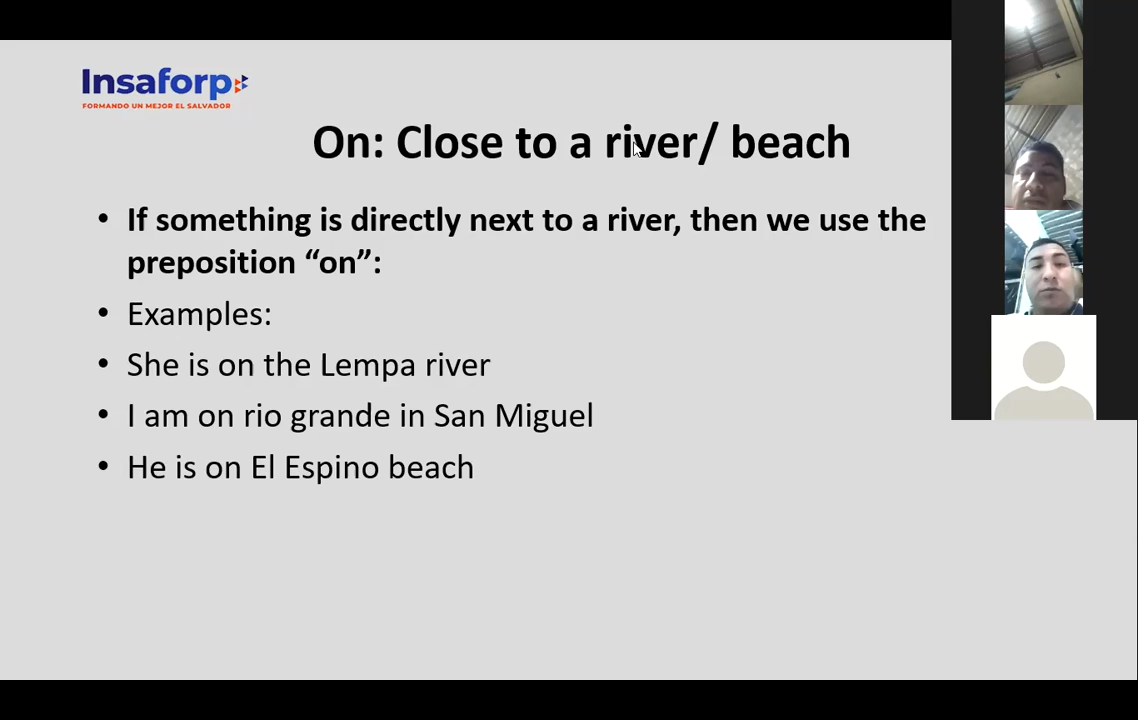 Insaforp
FORMANDO UN MEJOR EL SALVADOR
On: Close to a river/ beach
• If something is directly next to a river, then we use the
preposition “on”:
• Examples:
• She is on the Lempa river
• I am on rio grande in San Miguel
• He is on El Espino beach